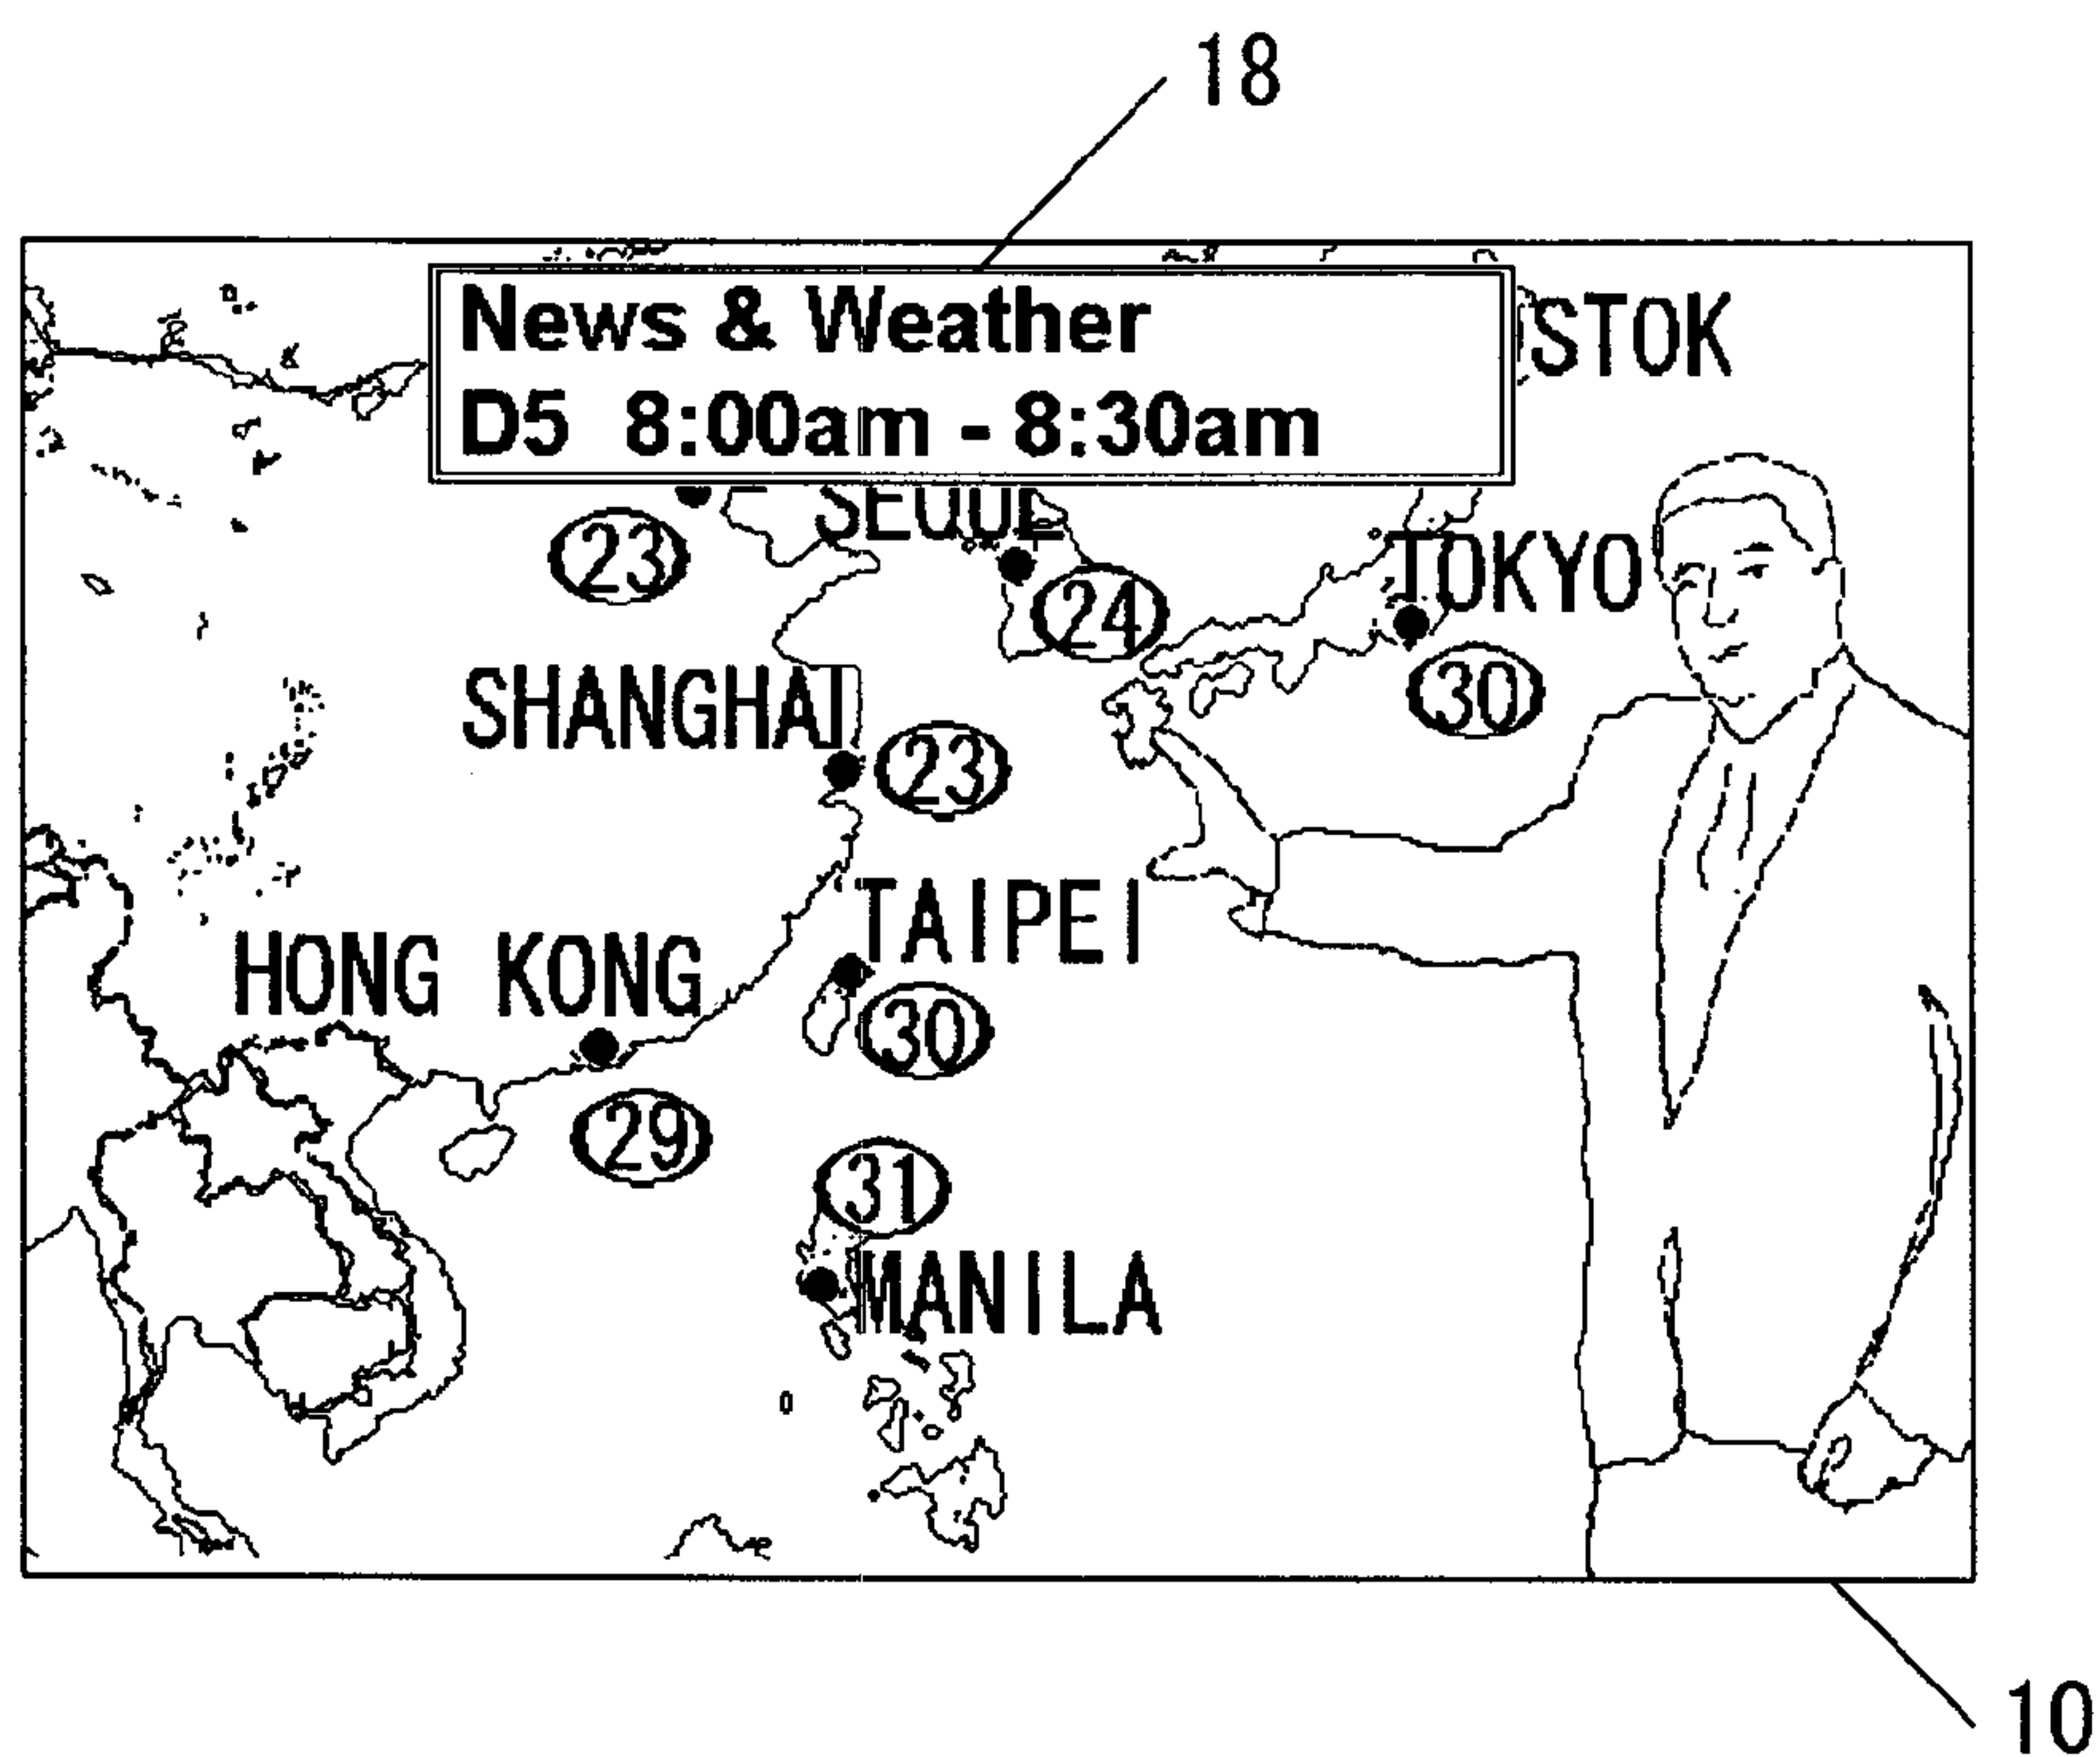 18
News & Weather
STOK
D5 8:00am - 8:30am
SEOUL
23
TOKYO
24
30
SHANGHAI
23
TAIPEI
HONG KONG
30
29
31
MANILA
10